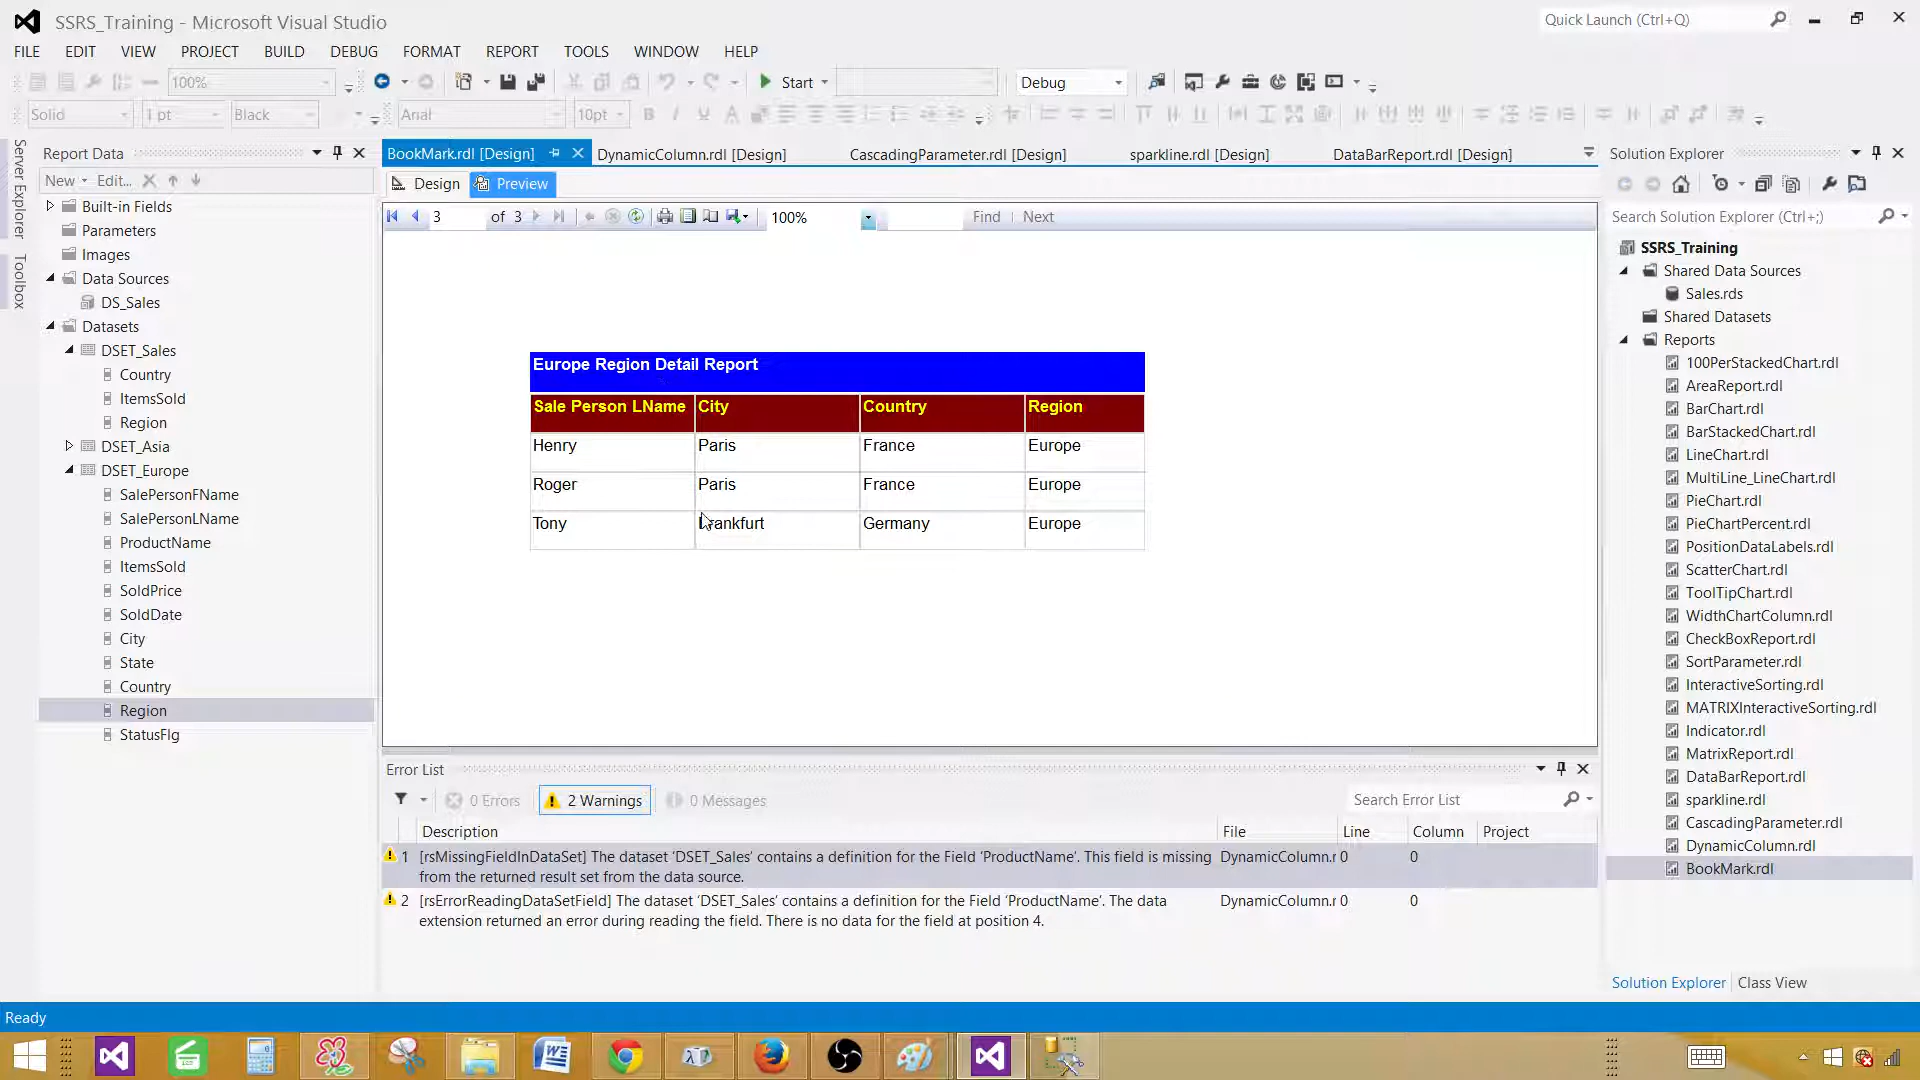 SSRS_Training - Microsoft Visual Studio
Quick Launch (Ctrl+Q)
FILE EDIT VIEW PROJECT BUILD DEBUG FORMAT REPORT TOOLS WINDOW HELP
100% Start Debug
Solid 1 pt Black Arial 10pt
Server Explorer
Toolbox
Report Data
New Edit...
Built-in Fields
Parameters
Images
Data Sources
DS_Sales
Datasets
DSET_Sales
Country
ItemsSold
Region
DSET_Asia
DSET_Europe
SalePersonFName
SalePersonLName
ProductName
ItemsSold
SoldPrice
SoldDate
City
State
Country
Region
StatusFlg
BookMark.rdl [Design] DynamicColumn.rdl [Design] CascadingParameter.rdl [Design] sparkline.rdl [Design] DataBarReport.rdl [Design]
Design Preview
3 of 3 100% Find Next
Europe Region Detail Report
Sale Person LName City Country Region
Henry Paris France Europe
Roger Paris France Europe
Tony Frankfurt Germany Europe
Error List
0 Errors 2 Warnings 0 Messages Search Error List
Description File Line Column Project
1 [rsMissingFieldInDataSet] The dataset 'DSET_Sales' contains a definition for the Field 'ProductName'. This field is missing DynamicColumn.r 0 0
from the returned result set from the data source.
2 [rsErrorReadingDataSetField] The dataset 'DSET_Sales' contains a definition for the Field 'ProductName'. The data DynamicColumn.r 0 0
extension returned an error during reading the field. There is no data for the field at position 4.
Solution Explorer
Search Solution Explorer (Ctrl+;)
SSRS_Training
Shared Data Sources
Sales.rds
Shared Datasets
Reports
100PerStackedChart.rdl
AreaReport.rdl
BarChart.rdl
BarStackedChart.rdl
LineChart.rdl
MultiLine_LineChart.rdl
PieChart.rdl
PieChartPercent.rdl
PositionDataLabels.rdl
ScatterChart.rdl
ToolTipChart.rdl
WidthChartColumn.rdl
CheckBoxReport.rdl
SortParameter.rdl
InteractiveSorting.rdl
MATRIXInteractiveSorting.rdl
Indicator.rdl
MatrixReport.rdl
DataBarReport.rdl
sparkline.rdl
CascadingParameter.rdl
DynamicColumn.rdl
BookMark.rdl
Solution Explorer Class View
Ready